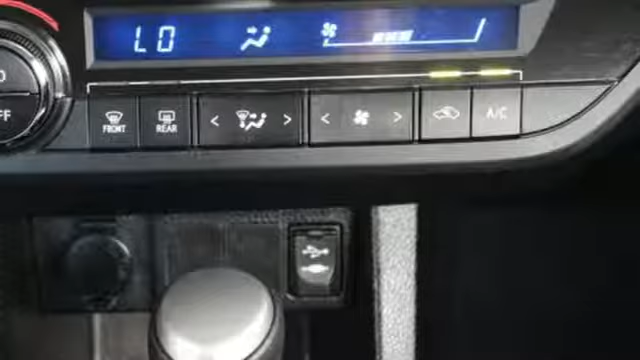 LO
FRONT
REAR
< >
< >
A/C